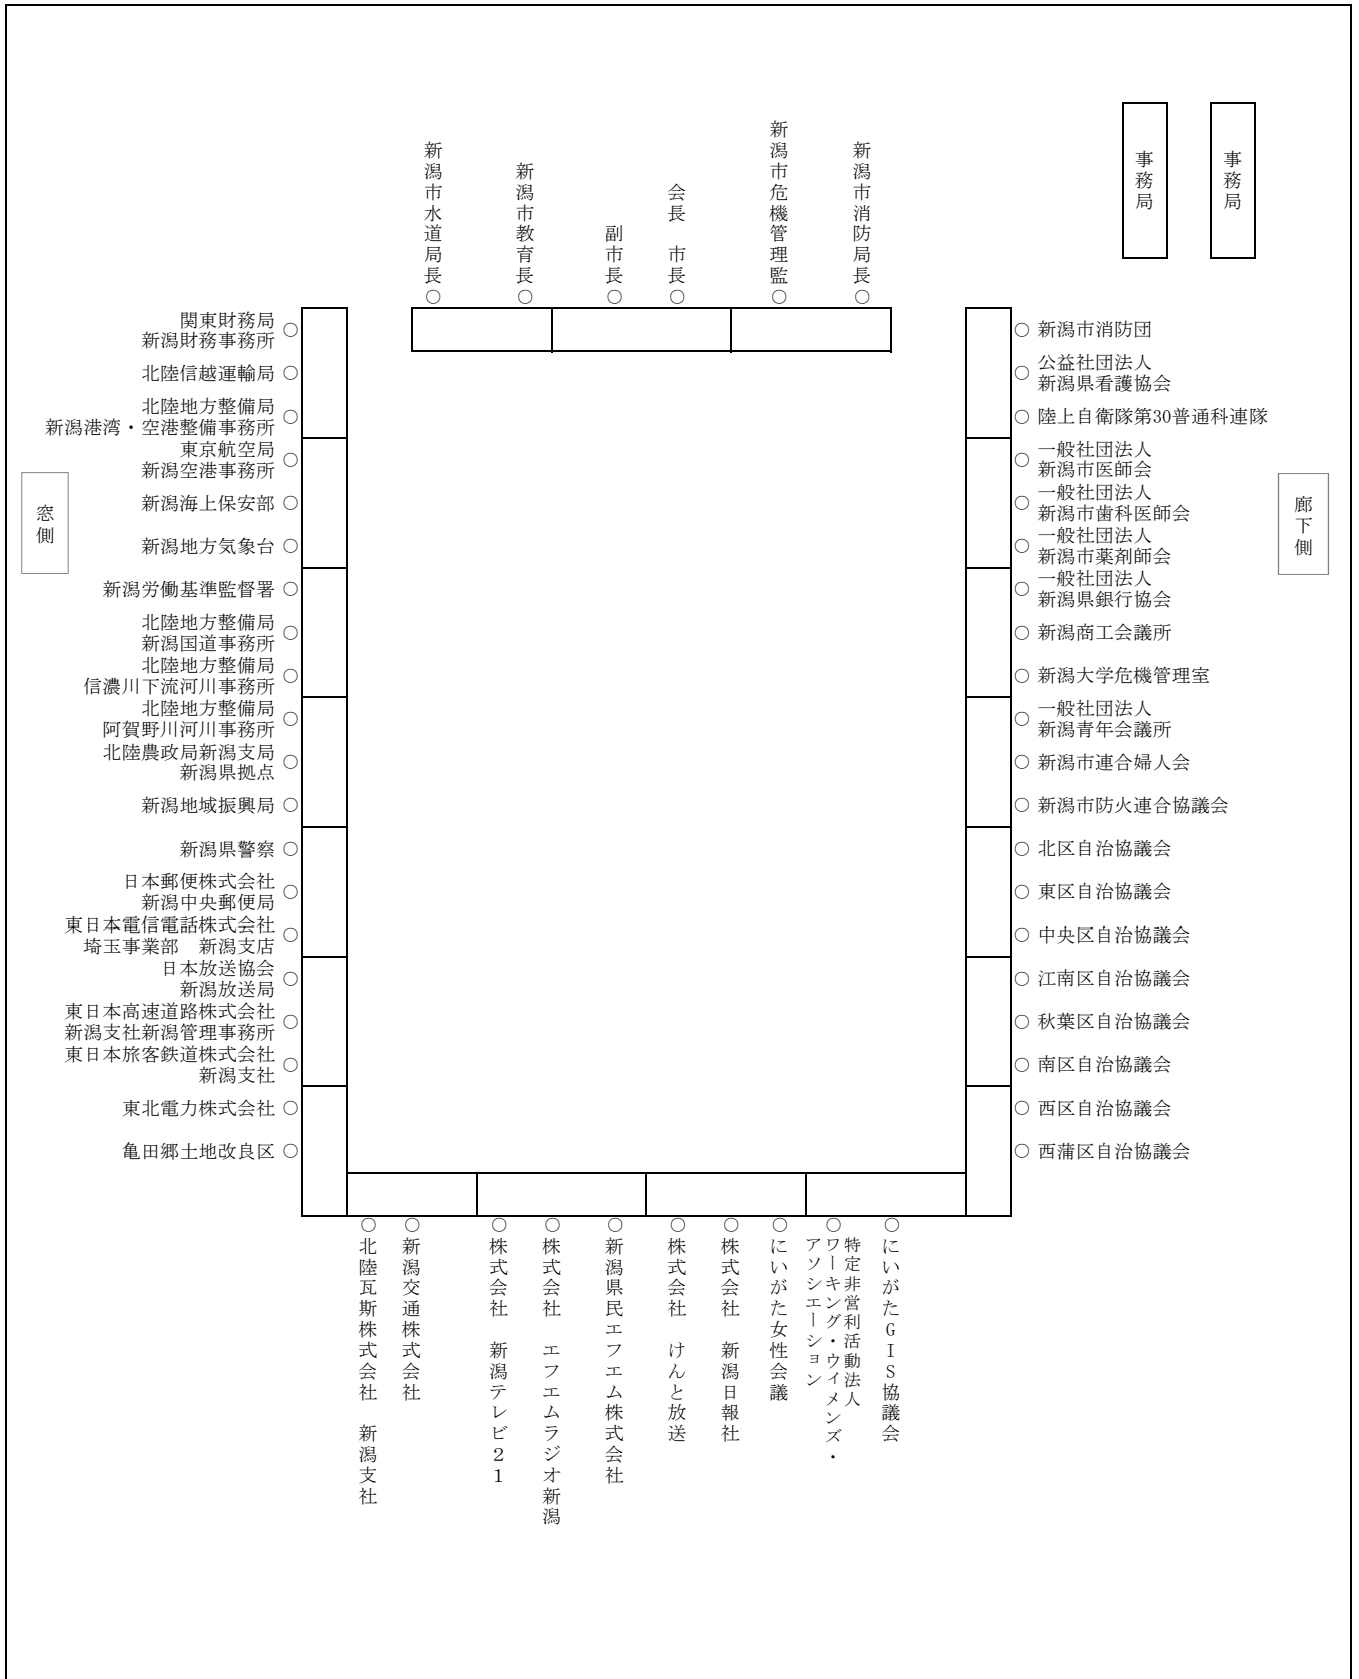 事務局
事務局
新潟市水道局長○
新潟市教育長○
副市長○
会長　市長○
新潟市危機管理監○
新潟市消防局長○
窓側
関東財務局
新潟財務事務所 ○
北陸信越運輸局 ○
北陸地方整備局
新潟港湾・空港整備事務所 ○
東京航空局
新潟空港事務所 ○
新潟海上保安部 ○
新潟地方気象台 ○
新潟労働基準監督署 ○
北陸地方整備局
新潟国道事務所 ○
北陸地方整備局
信濃川下流河川事務所 ○
北陸地方整備局
阿賀野川河川事務所 ○
北陸農政局新潟支局
新潟県拠点 ○
新潟地域振興局 ○
新潟県警察 ○
日本郵便株式会社
新潟中央郵便局 ○
東日本電信電話株式会社
埼玉事業部　新潟支店 ○
日本放送協会
新潟放送局 ○
東日本高速道路株式会社
新潟支社新潟管理事務所 ○
東日本旅客鉄道株式会社
新潟支社 ○
東北電力株式会社 ○
亀田郷土地改良区 ○
○ 新潟市消防団
○ 公益社団法人
新潟県看護協会
○ 陸上自衛隊第30普通科連隊
○ 一般社団法人
新潟市医師会
○ 一般社団法人
新潟市歯科医師会
○ 一般社団法人
新潟市薬剤師会
○ 一般社団法人
新潟県銀行協会
○ 新潟商工会議所
○ 新潟大学危機管理室
○ 一般社団法人
新潟青年会議所
○ 新潟市連合婦人会
○ 新潟市防火連合協議会
○ 北区自治協議会
○ 東区自治協議会
○ 中央区自治協議会
○ 江南区自治協議会
○ 秋葉区自治協議会
○ 南区自治協議会
○ 西区自治協議会
○ 西蒲区自治協議会
廊下側
○北陸瓦斯株式会社　新潟支社
○新潟交通株式会社
○株式会社　新潟テレビ２１
○株式会社　エフエムラジオ新潟
○新潟県民エフエム株式会社
○株式会社　けんと放送
○株式会社　新潟日報社
○にいがた女性会議
特定非営利活動法人
○ワーキング・ウイメンズ・
アソシエーション
○にいがたGIS協議会